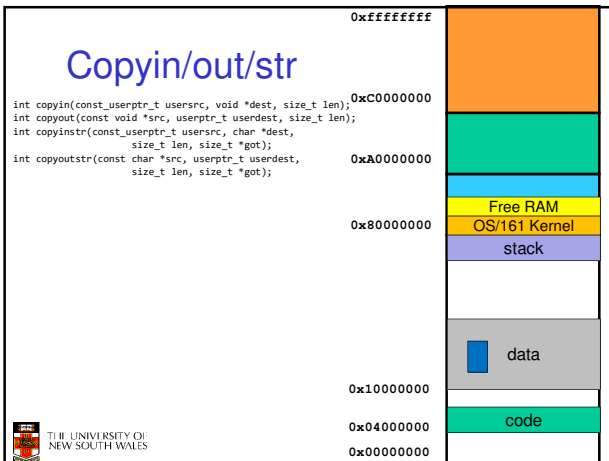 Copyin/out/str
int copyin(const_userptr_t usersrc, void *dest, size_t len);
int copyout(const void *src, userptr_t userdest, size_t len);
int copyinstr(const_userptr_t usersrc, char *dest,
size_t len, size_t *got);
int copyoutstr(const char *src, userptr_t userdest,
size_t len, size_t *got);
0xffffffff
0xC0000000
0xA0000000
Free RAM
0x80000000
OS/161 Kernel
stack
data
0x10000000
0x04000000
code
0x00000000
THE UNIVERSITY OF
NEW SOUTH WALES